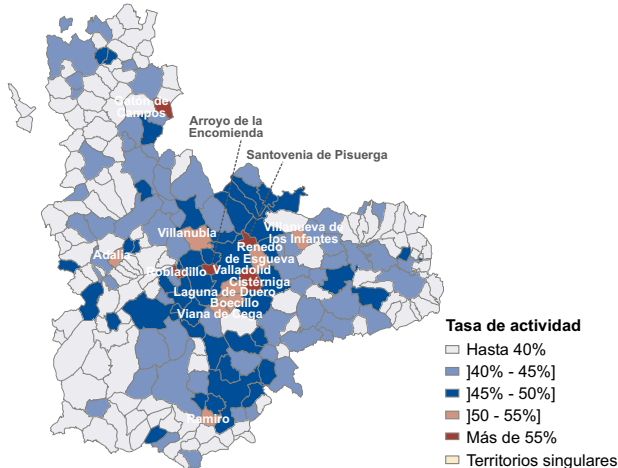 Gatón de
Campos
Arroyo de la
Encomienda
Santovenia de Pisuerga
Villanubla
Villanueva de
los Infantes
Adalia
Renedo
de Esgueva
Robladillo
Valladolid
Cistérniga
Laguna de Duero
Boecillo
Viana de Cega
Ramiro
Tasa de actividad
Hasta 40%
]40% - 45%]
]45% - 50%]
]50 - 55%]
Más de 55%
Territorios singulares